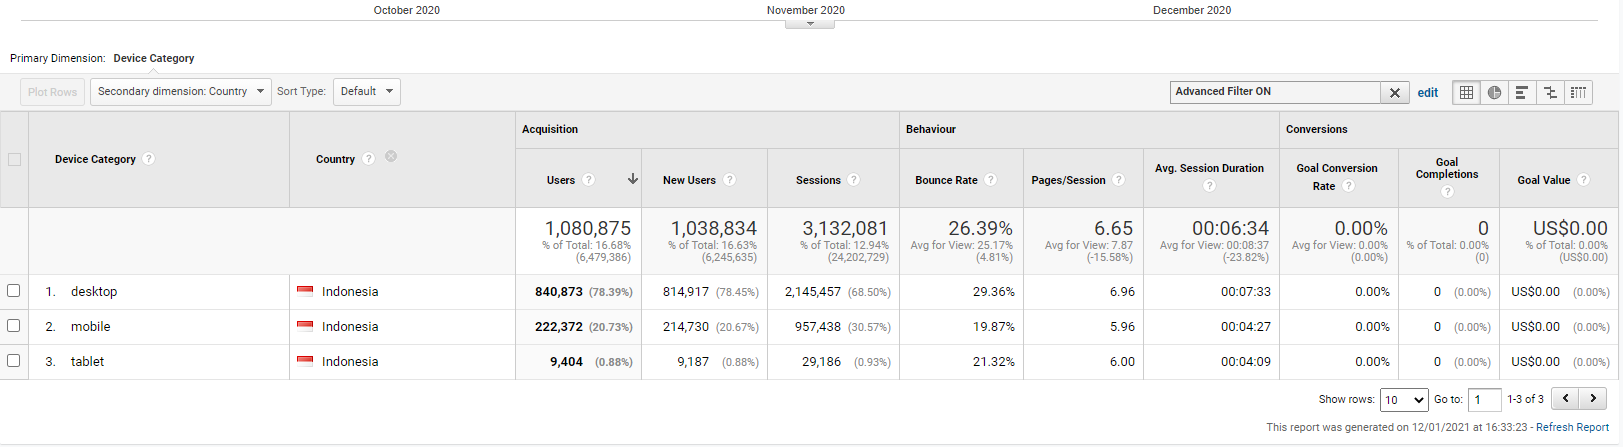 October 2020 November 2020 December 2020
Primary Dimension: Device Category
Plot Rows Secondary dimension: Country Sort Type: Default Advanced Filter ON edit
Acquisition Behaviour Conversions
Device Category ? Country ? Users ? New Users ? Sessions ? Bounce Rate ? Pages/Session ? Avg. Session Duration ? Goal Conversion Rate ? Goal Completions ? Goal Value ?
1,080,875 1,038,834 3,132,081 26.39% 6.65 00:06:34 0.00% 0 US$0.00
% of Total: 16.68% % of Total: 16.63% % of Total: 12.94% Avg for View: 25.17% Avg for View: 7.87 Avg for View: 00:08:37 Avg for View: 0.00% % of Total: 0.00% % of Total: 0.00%
(6,479,386) (6,245,635) (24,202,729) (4.81%) (-15.58%) (-23.82%) (0.00%) (0) (US$0.00)
1. desktop Indonesia 840,873 (78.39%) 814,917 (78.45%) 2,145,457 (68.50%) 29.36% 6.96 00:07:33 0.00% 0 (0.00%) US$0.00 (0.00%)
2. mobile Indonesia 222,372 (20.73%) 214,730 (20.67%) 957,438 (30.57%) 19.87% 5.96 00:04:27 0.00% 0 (0.00%) US$0.00 (0.00%)
3. tablet Indonesia 9,404 (0.88%) 9,187 (0.88%) 29,186 (0.93%) 21.32% 6.00 00:04:09 0.00% 0 (0.00%) US$0.00 (0.00%)
Show rows: 10 Go to: 1 1-3 of 3
This report was generated on 12/01/2021 at 16:33:23 - Refresh Report